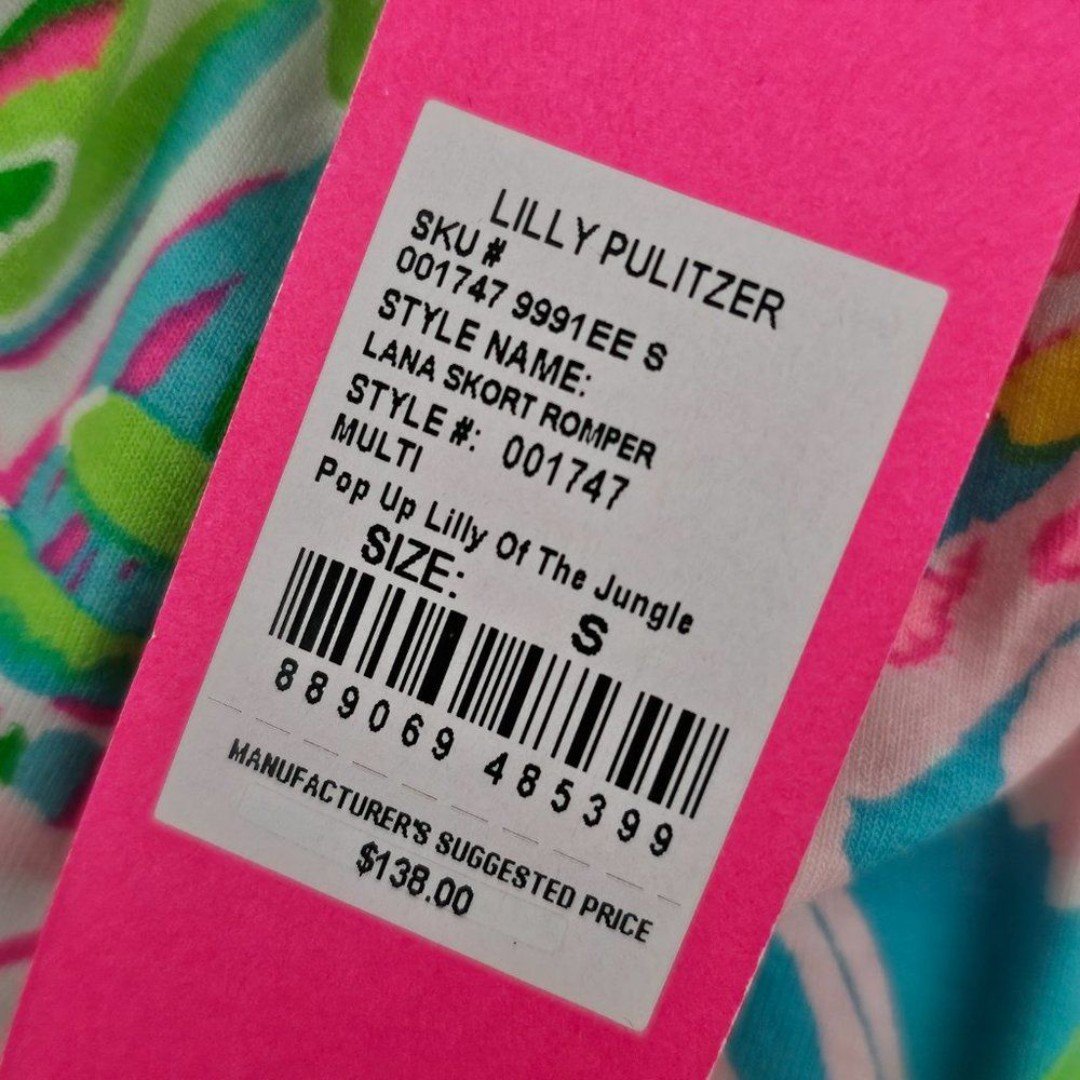 LILLY PULITZER
SKU #
001747 9991EE S
STYLE NAME:
LANA SKORT ROMPER
STYLE #: 001747
MULTI
Pop Up Lilly Of The Jungle
SIZE: S
889069 485399
MANUFACTURER'S SUGGESTED PRICE
$138.00